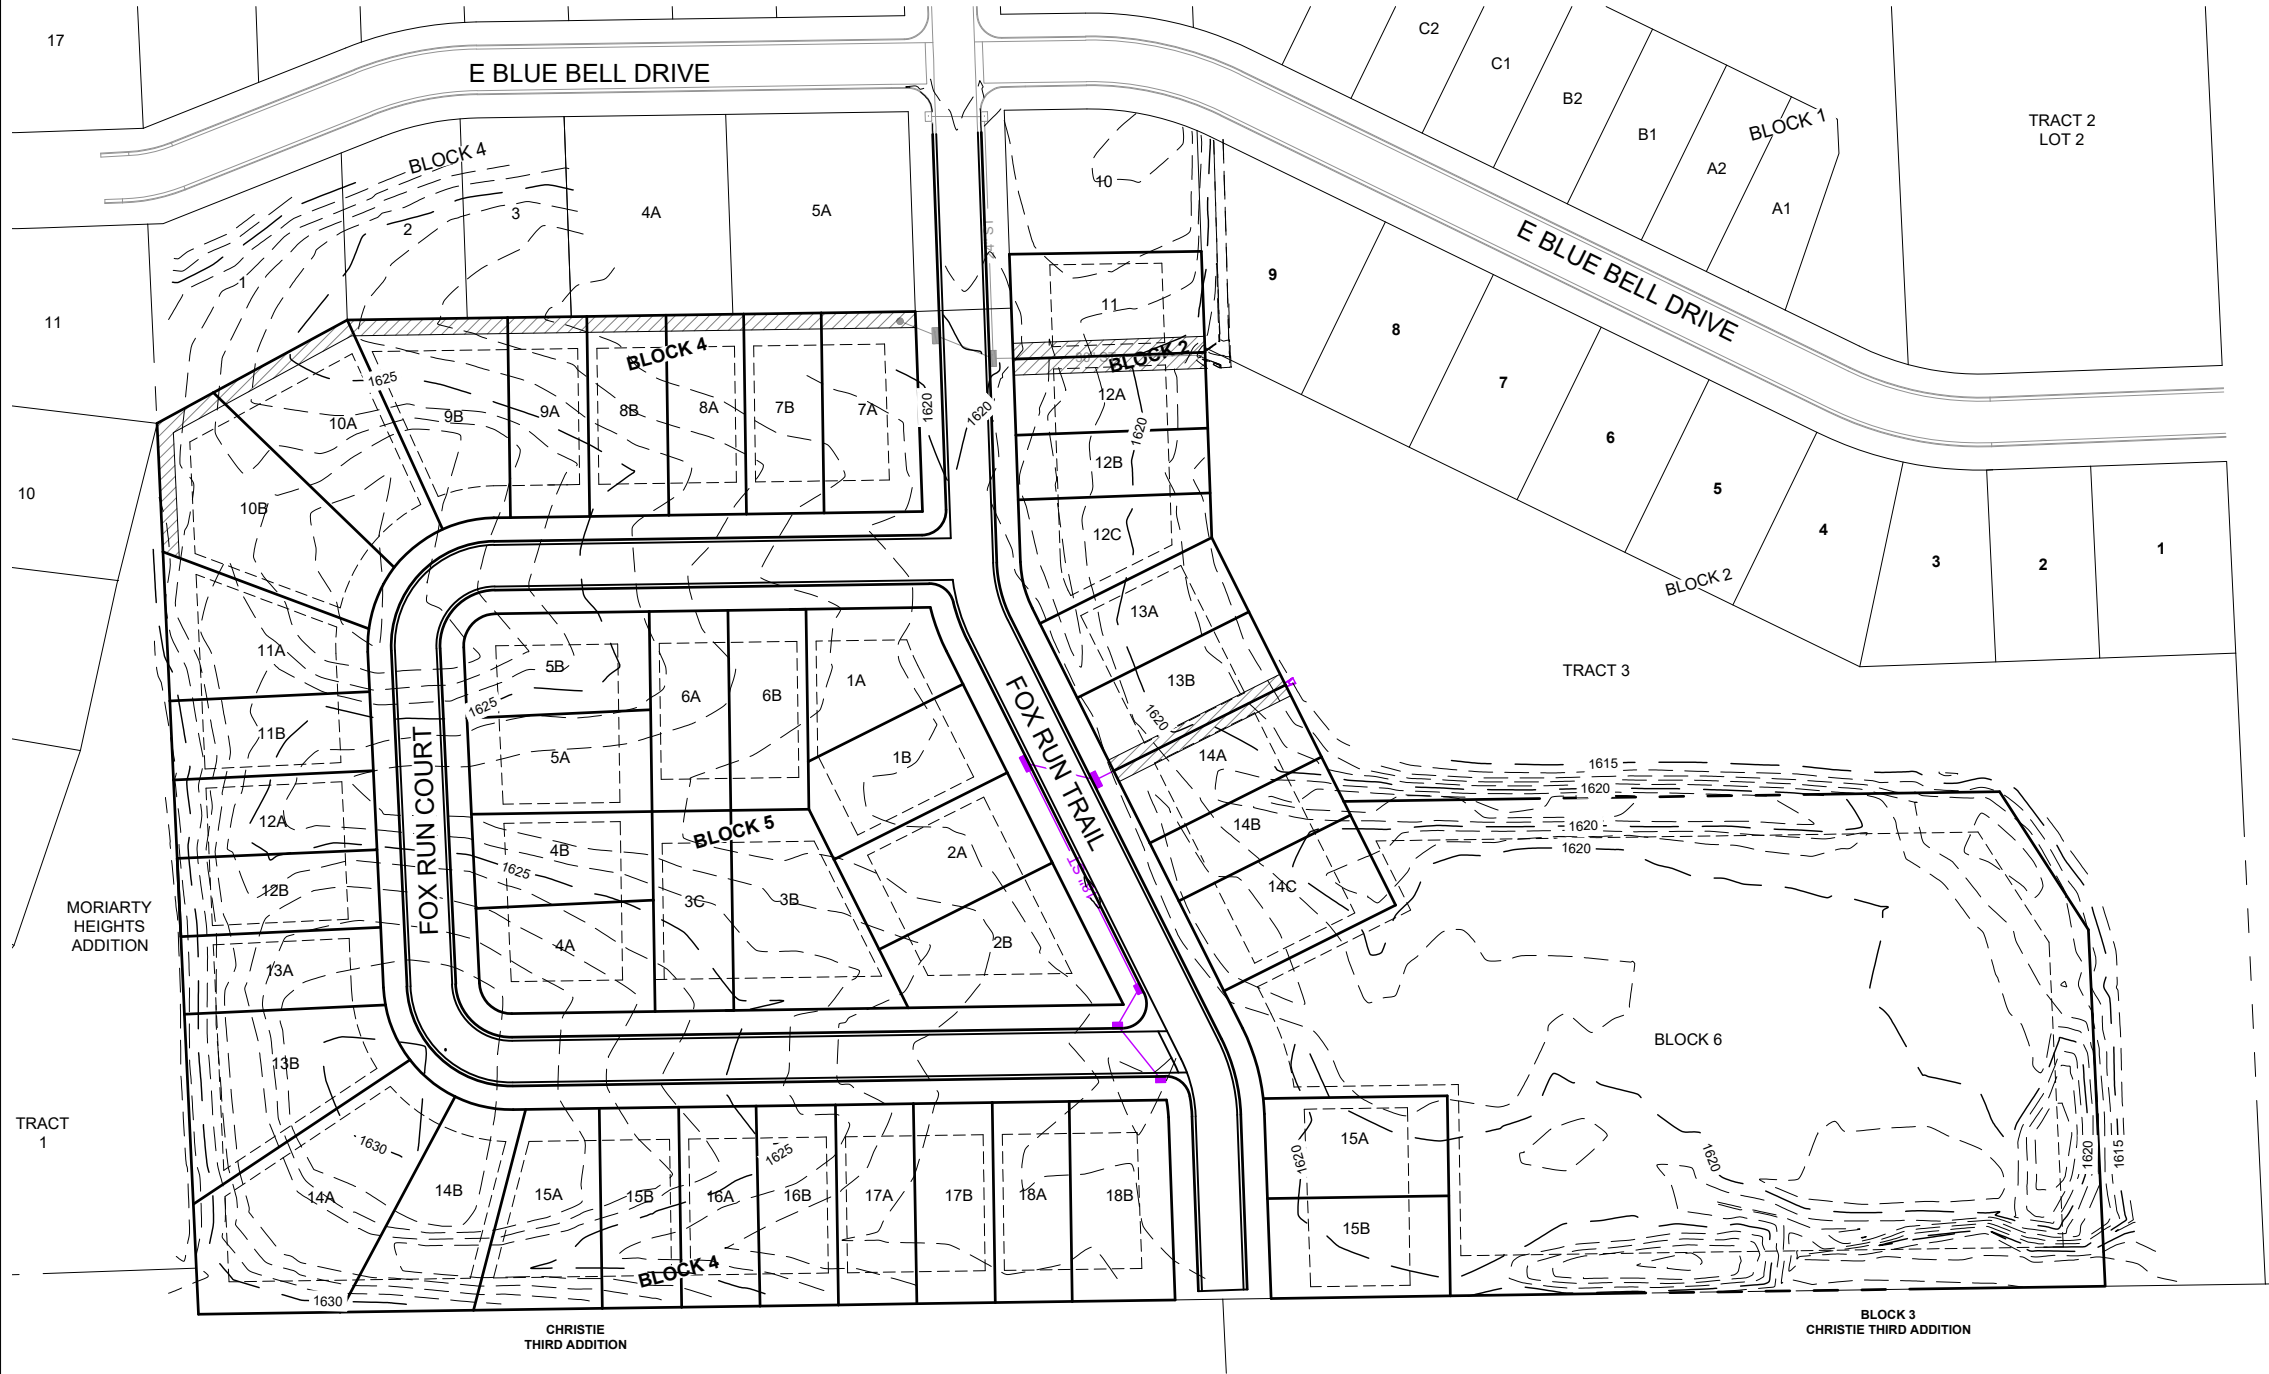 17
C2
C1
B2
B1
A2
A1
BLOCK 1
TRACT 2
LOT 2
E BLUE BELL DRIVE
BLOCK 4
1
2
3
4A
5A
10
11
9
8
7
6
5
4
3
2
1
E BLUE BELL DRIVE
BLOCK 2
TRACT 3
11
10
BLOCK 4
BLOCK 2
1625
10A
9B
9A
8B
8A
7B
7A
1620
1620
12A
1620
12B
12C
10B
13A
13B
1620
14A
14B
14C
11A
11B
12A
12B
13A
13B
FOX RUN COURT
5B
1625
5A
6A
6B
1A
1B
FOX RUN TRAIL
4B
1625
4A
BLOCK 5
3C
3B
2A
2B
1615
1620
1620
1620
BLOCK 6
1620
1620
1615
MORIARTY
HEIGHTS
ADDITION
TRACT
1
1630
14A
14B
15A
15B
16A
1625
16B
17A
17B
18A
18B
BLOCK 4
1630
1620
15A
15B
CHRISTIE
THIRD ADDITION
BLOCK 3
CHRISTIE THIRD ADDITION